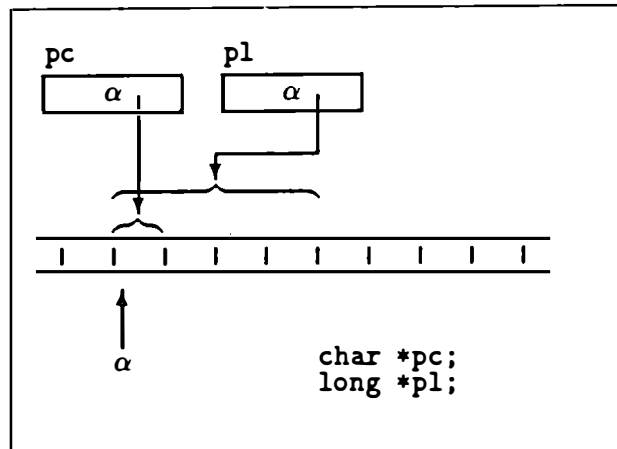 pc pl
α α
α
char *pc;
long *pl;